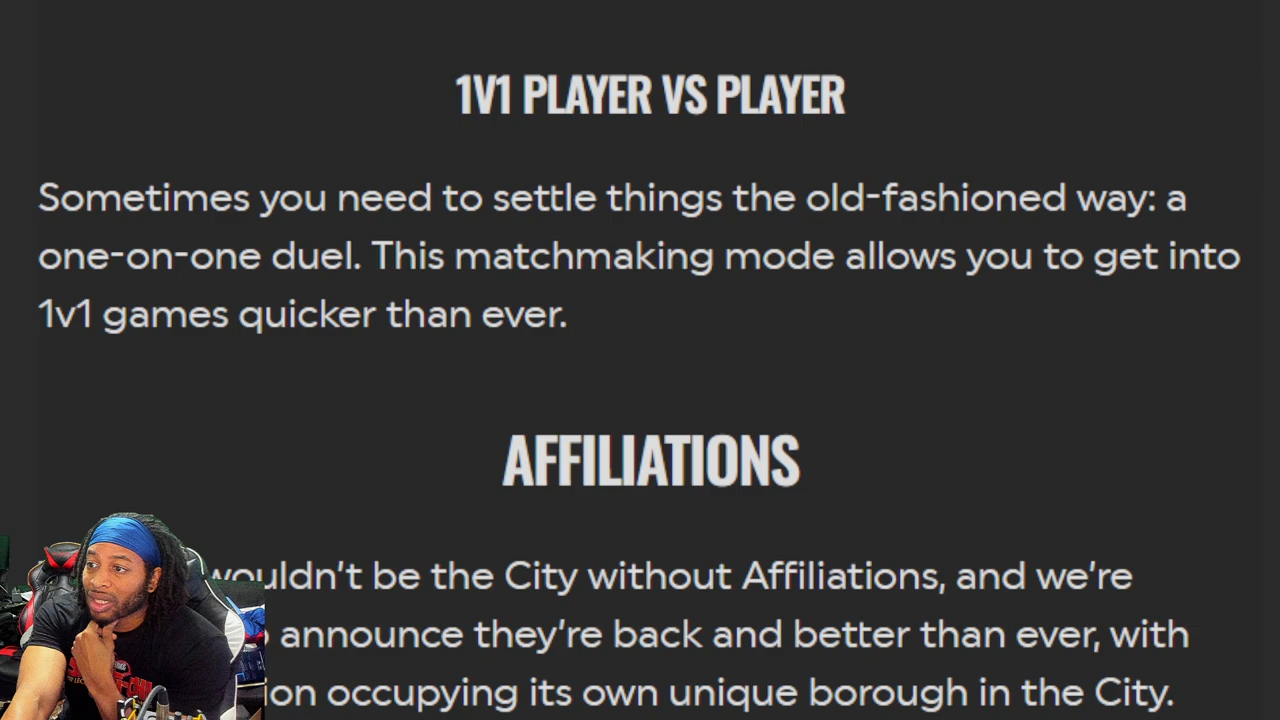 1V1 PLAYER VS PLAYER
Sometimes you need to settle things the old-fashioned way: a
one-on-one duel. This matchmaking mode allows you to get into
1v1 games quicker than ever.
AFFILIATIONS
wouldn't be the City without Affiliations, and we're
announce they're back and better than ever, with
occupying its own unique borough in the City.